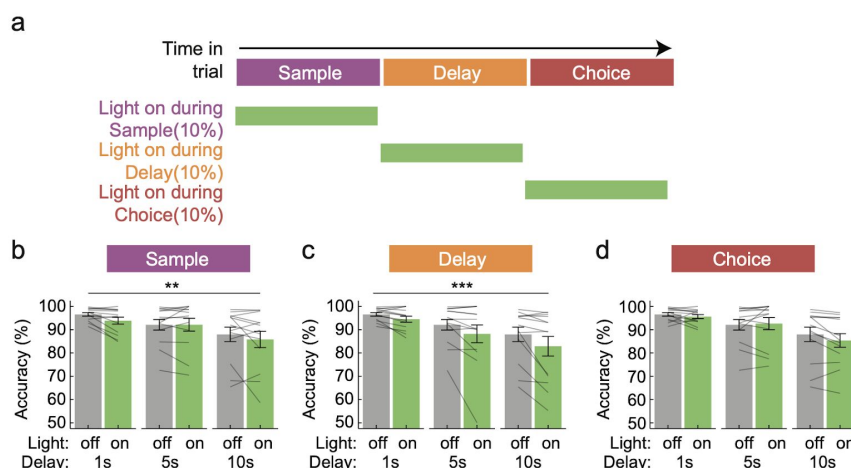 a
Time in
trial
Sample Delay Choice
Light on during
Sample(10%)
Light on during
Delay(10%)
Light on during
Choice(10%)
b Sample c Delay d Choice
** ***
Accuracy (%) 100 90 80 70 60 50
Accuracy (%) 100 90 80 70 60 50
Accuracy (%) 100 90 80 70 60 50
Light: off on off on off on Light: off on off on off on Light: off on off on off on
Delay: 1s 5s 10s Delay: 1s 5s 10s Delay: 1s 5s 10s